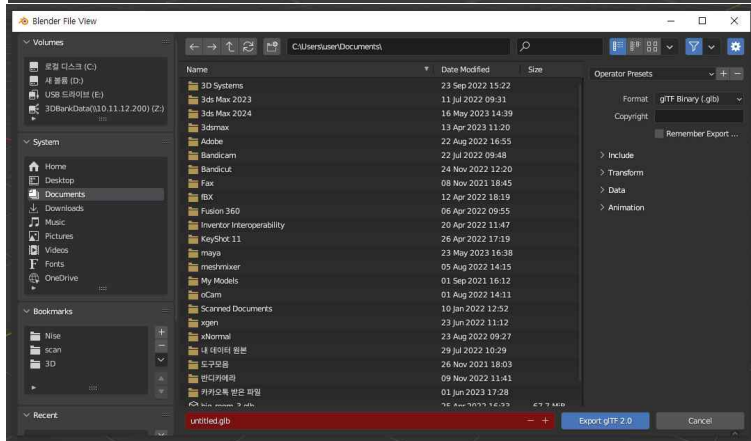 Blender File View
Volumes
로컬 디스크 (C:)
새 볼륨 (D:)
USB 드라이브 (E:)
3DBankData(\\10.11.12.200) (Z:)
System
Home
Desktop
Documents
Downloads
Music
Pictures
Videos
Fonts
OneDrive
Bookmarks
Nise
scan
3D
Recent
C:\Users\user\Documents\
Name Date Modified Size
3D Systems 23 Sep 2022 15:22
3ds Max 2023 11 Jul 2022 09:31
3ds Max 2024 16 May 2023 14:39
3dsmax 13 Apr 2023 11:20
Adobe 22 Aug 2022 16:55
Bandicam 22 Jul 2022 09:48
Bandicut 24 Nov 2022 12:20
Fax 08 Nov 2021 18:45
fBX 12 Apr 2022 18:19
Fusion 360 06 Apr 2022 09:55
Inventor Interoperability 20 Apr 2022 11:47
KeyShot 11 26 Apr 2022 17:19
maya 23 May 2023 16:38
meshmixer 05 Aug 2022 14:15
My Models 01 Sep 2021 16:12
oCam 01 Aug 2022 14:11
Scanned Documents 10 Jan 2022 12:52
xgen 23 Jun 2022 11:12
xNormal 23 Aug 2022 09:27
내 데이터 원본 29 Jul 2022 10:29
도구모음 26 Nov 2021 18:03
반디카메라 09 Nov 2022 11:41
카카오톡 받은 파일 01 Jun 2023 17:28
untitled.glb
Operator Presets
Format glTF Binary (.glb)
Copyright
Remember Export ...
Include
Transform
Data
Animation
Export glTF 2.0
Cancel